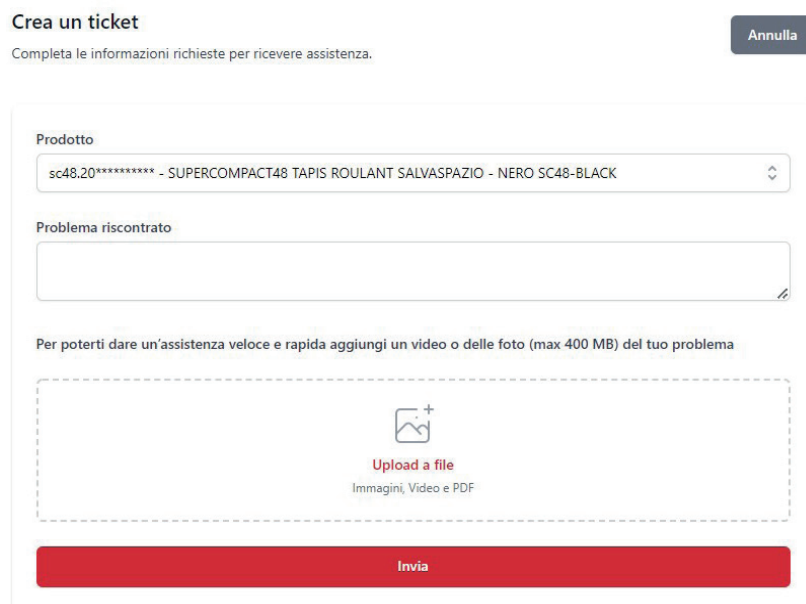 Crea un ticket
Annulla
Completa le informazioni richieste per ricevere assistenza.
Prodotto
sc48.20********** - SUPERCOMPACT48 TAPIS ROULANT SALVASPAZIO - NERO SC48-BLACK
Problema riscontrato
Per poterti dare un'assistenza veloce e rapida aggiungi un video o delle foto (max 400 MB) del tuo problema
Upload a file
Immagini, Video e PDF
Invia